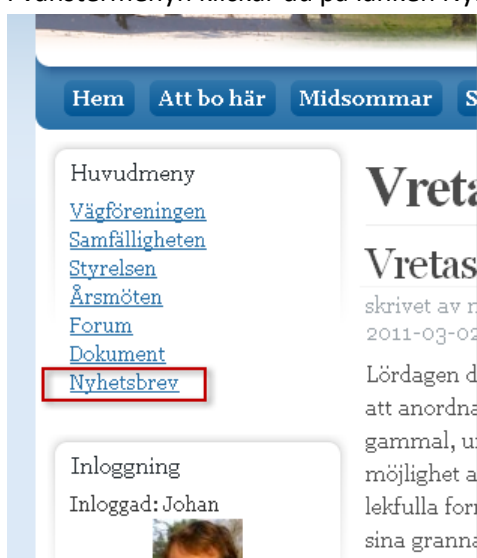 Hem Att bo här Midsommar
Huvudmeny
Vägföreningen
Samfälligheten
Styrelsen
Årsmöten
Forum
Dokument
Nyhetsbrev
Inloggning
Inloggad: Johan
Vreta
Vretas
skrivet av
2011-03-02
Lördagen d
att anordna
gammal, u
möjlighet a
lekfulla for
sina granna